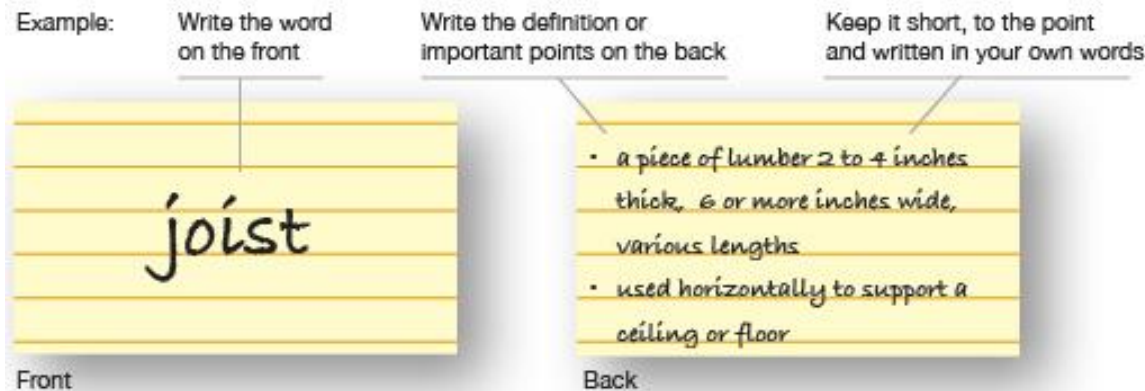 Example:
Write the word
on the front
Write the definition or
important points on the back
Keep it short, to the point
and written in your own words
joist
• a piece of lumber 2 to 4 inches
thick, 6 or more inches wide,
various lengths
• used horizontally to support a
ceiling or floor
Front
Back